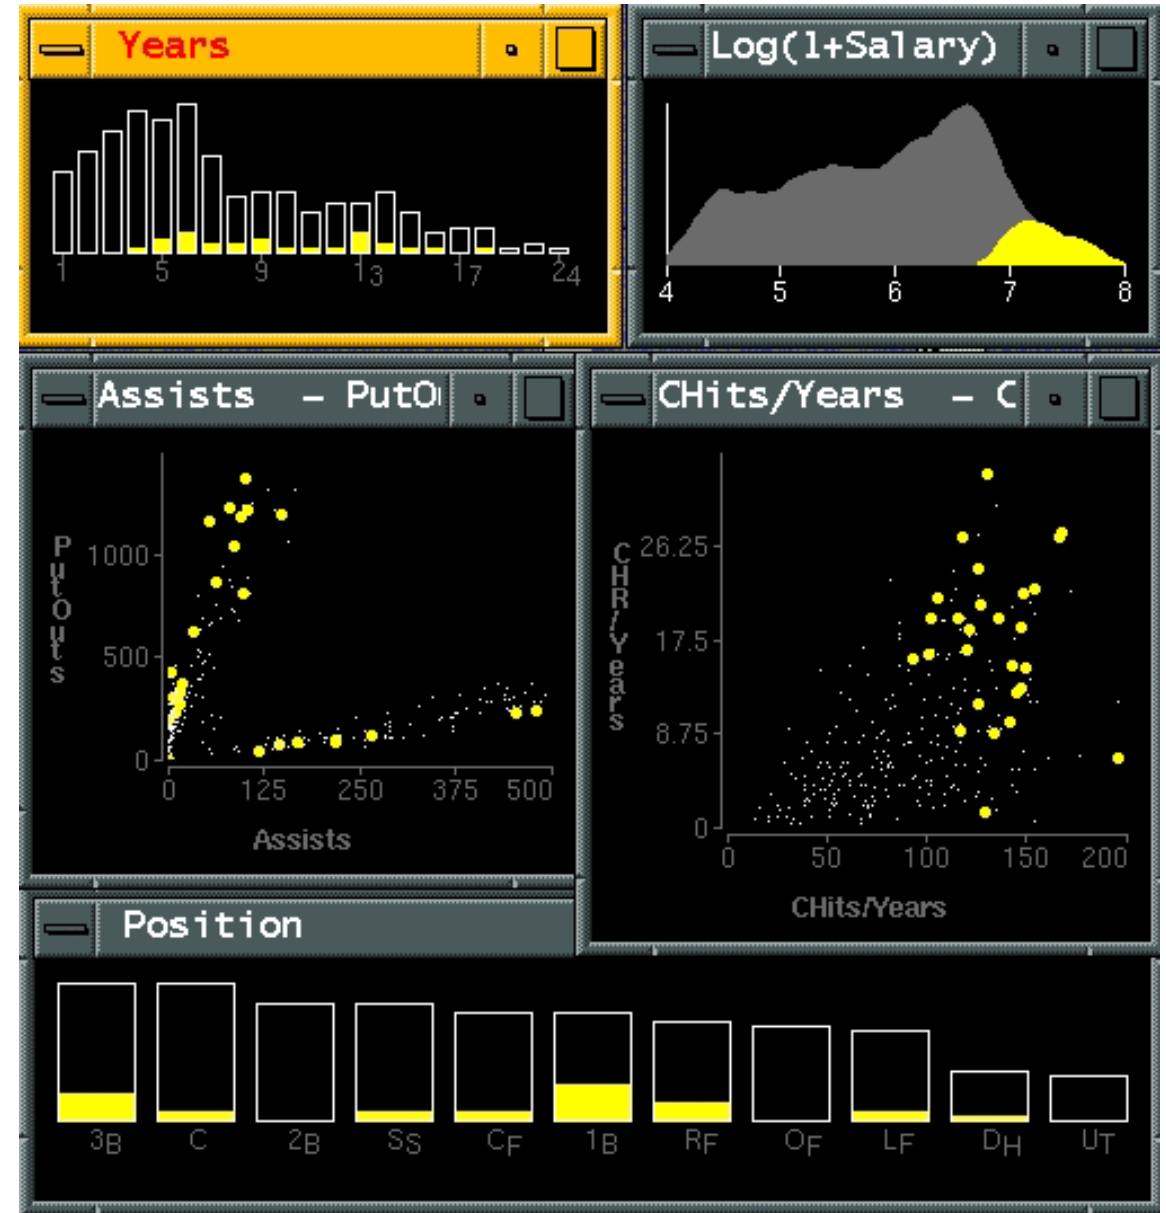 Years
Log(1+Salary)
1 5 9 13 17 24
4 5 6 7 8
Assists - PutO
CHits/Years - C
PutOuts
1000
500
0
0 125 250 375 500
Assists
CHR/Years
26.25
17.5
8.75
0
0 50 100 150 200
CHits/Years
Position
3B C 2B SS CF 1B RF OF LF DH UT